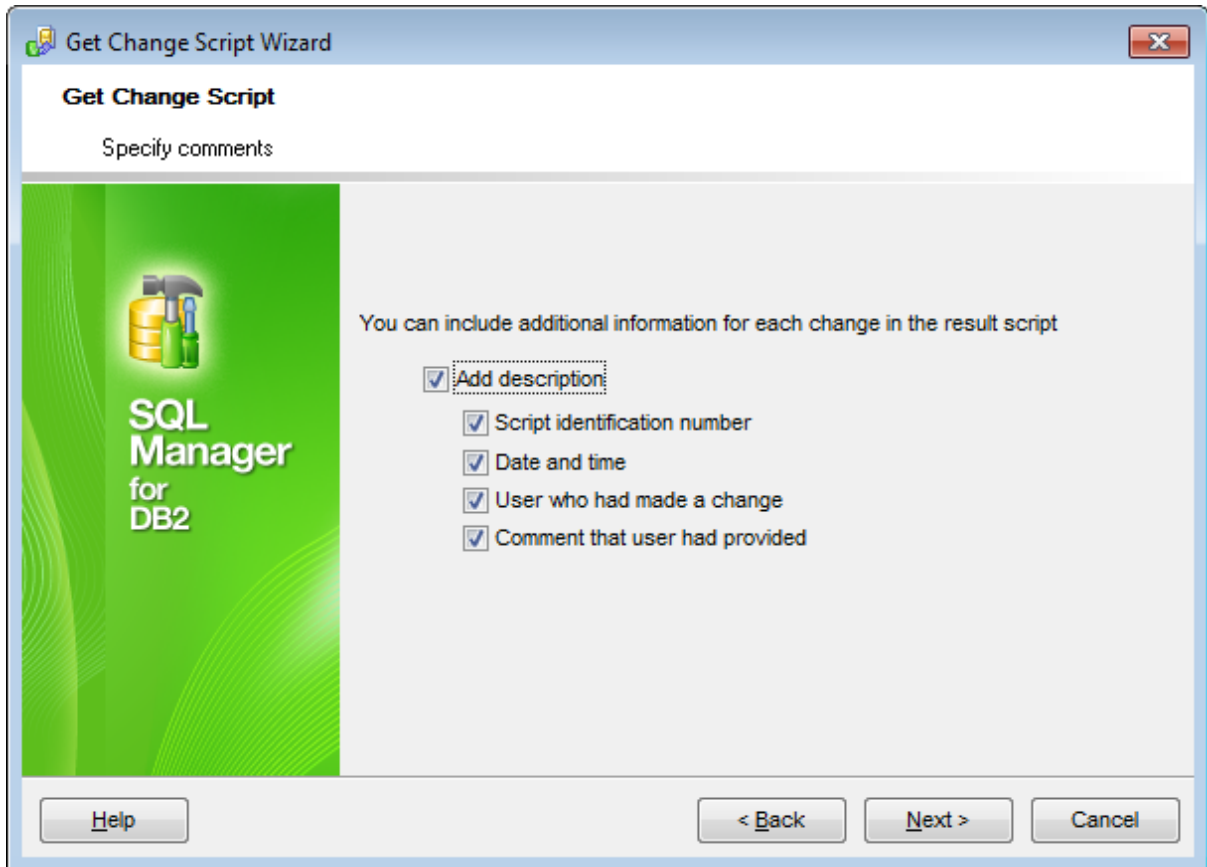 Get Change Script Wizard
Get Change Script
Specify comments
SQL
Manager
for
DB2
You can include additional information for each change in the result script
Add description
Script identification number
Date and time
User who had made a change
Comment that user had provided
Help
< Back
Next >
Cancel